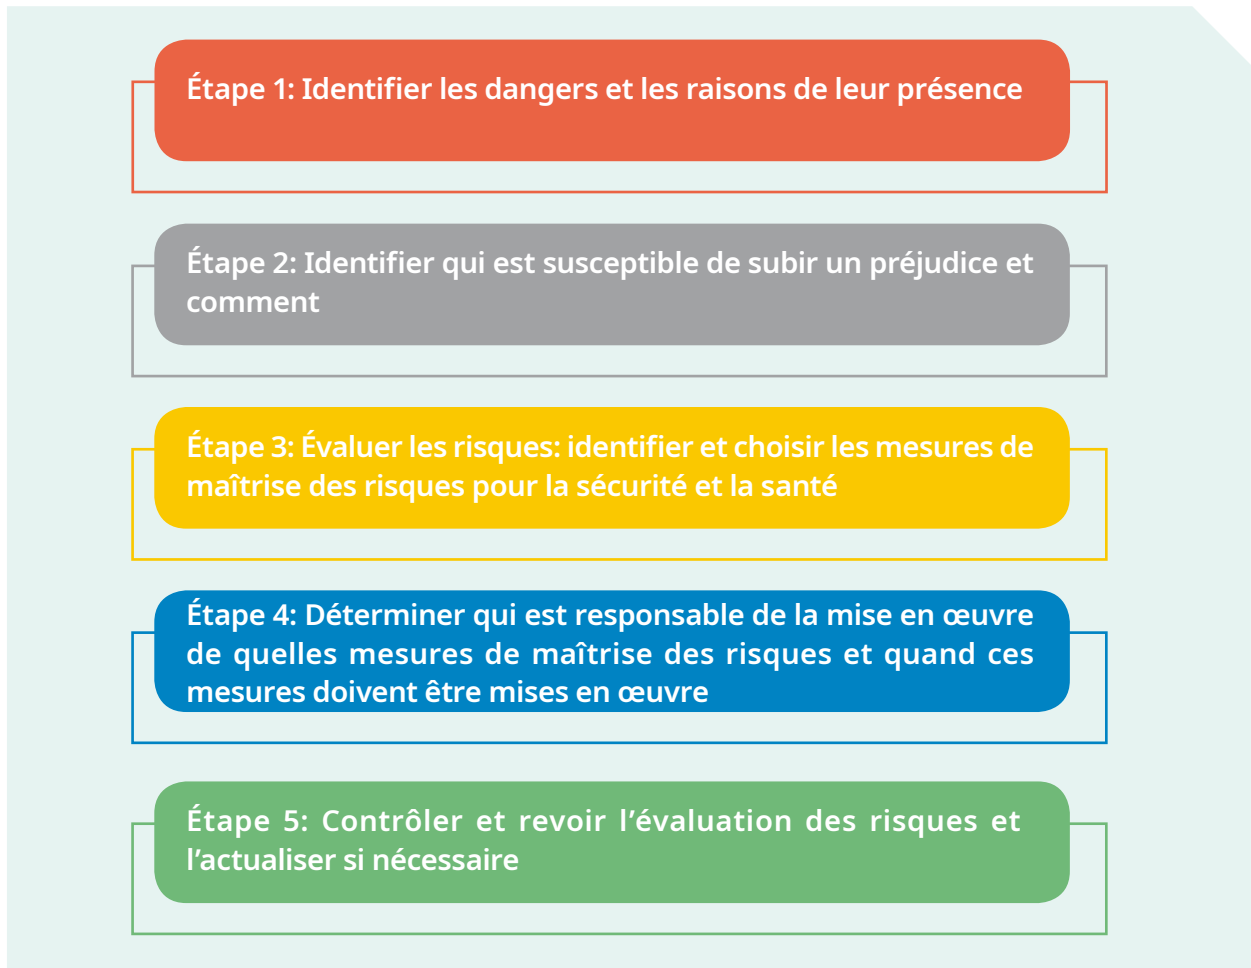 Étape 1: Identifier les dangers et les raisons de leur présence
Étape 2: Identifier qui est susceptible de subir un préjudice et
comment
Étape 3: Évaluer les risques: identifier et choisir les mesures de
maîtrise des risques pour la sécurité et la santé
Étape 4: Déterminer qui est responsable de la mise en œuvre
de quelles mesures de maîtrise des risques et quand ces
mesures doivent être mises en œuvre
Étape 5: Contrôler et revoir l’évaluation des risques et
l’actualiser si nécessaire